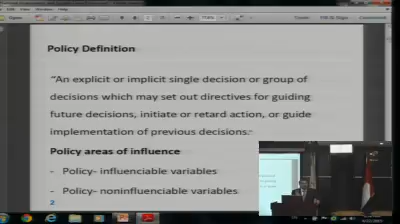 Policy Definition
"An explicit or implicit single decision or group of
decisions which may set out directives for guiding
future decisions, initiate or retard action, or guide
implementation of previous decisions.
Policy areas of influence
- Policy- influenciable variables
- Policy- noninfluenciable variables
2